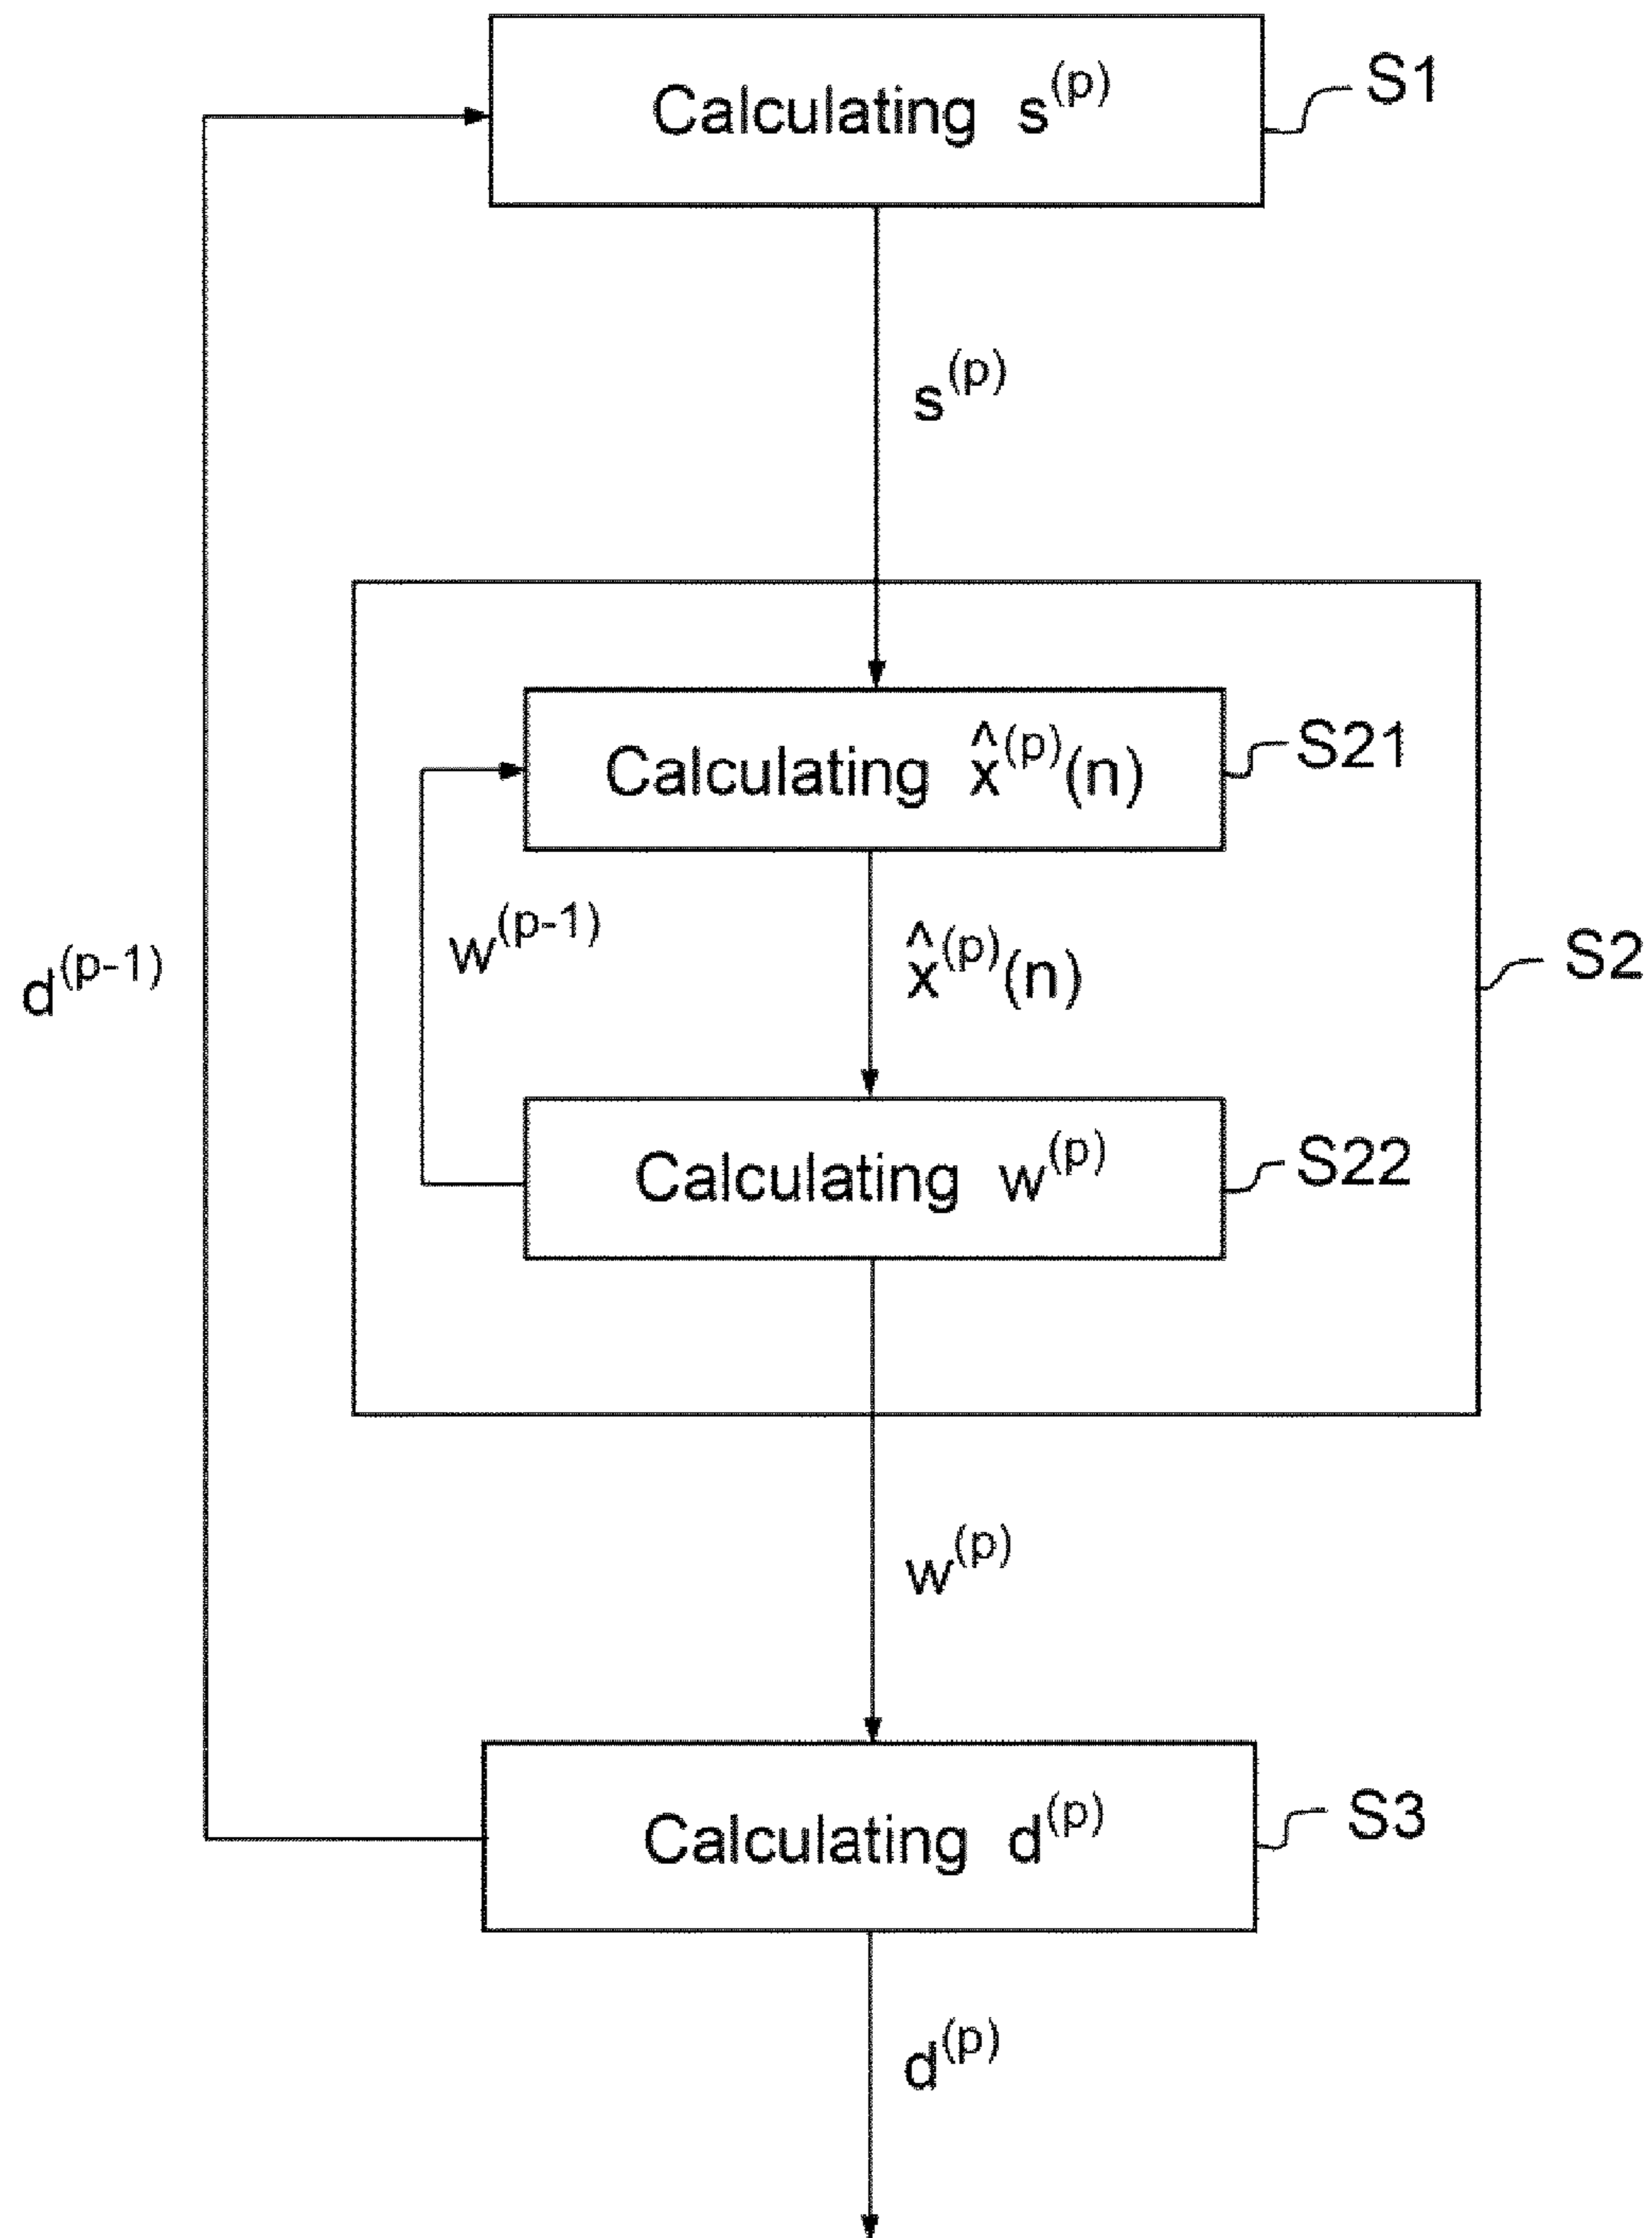 Calculating s^(p)
S1
s^(p)
Calculating x̂^(p)(n)
S21
w^(p-1)
x̂^(p)(n)
d^(p-1)
S2
Calculating w^(p)
S22
w^(p)
Calculating d^(p)
S3
d^(p)